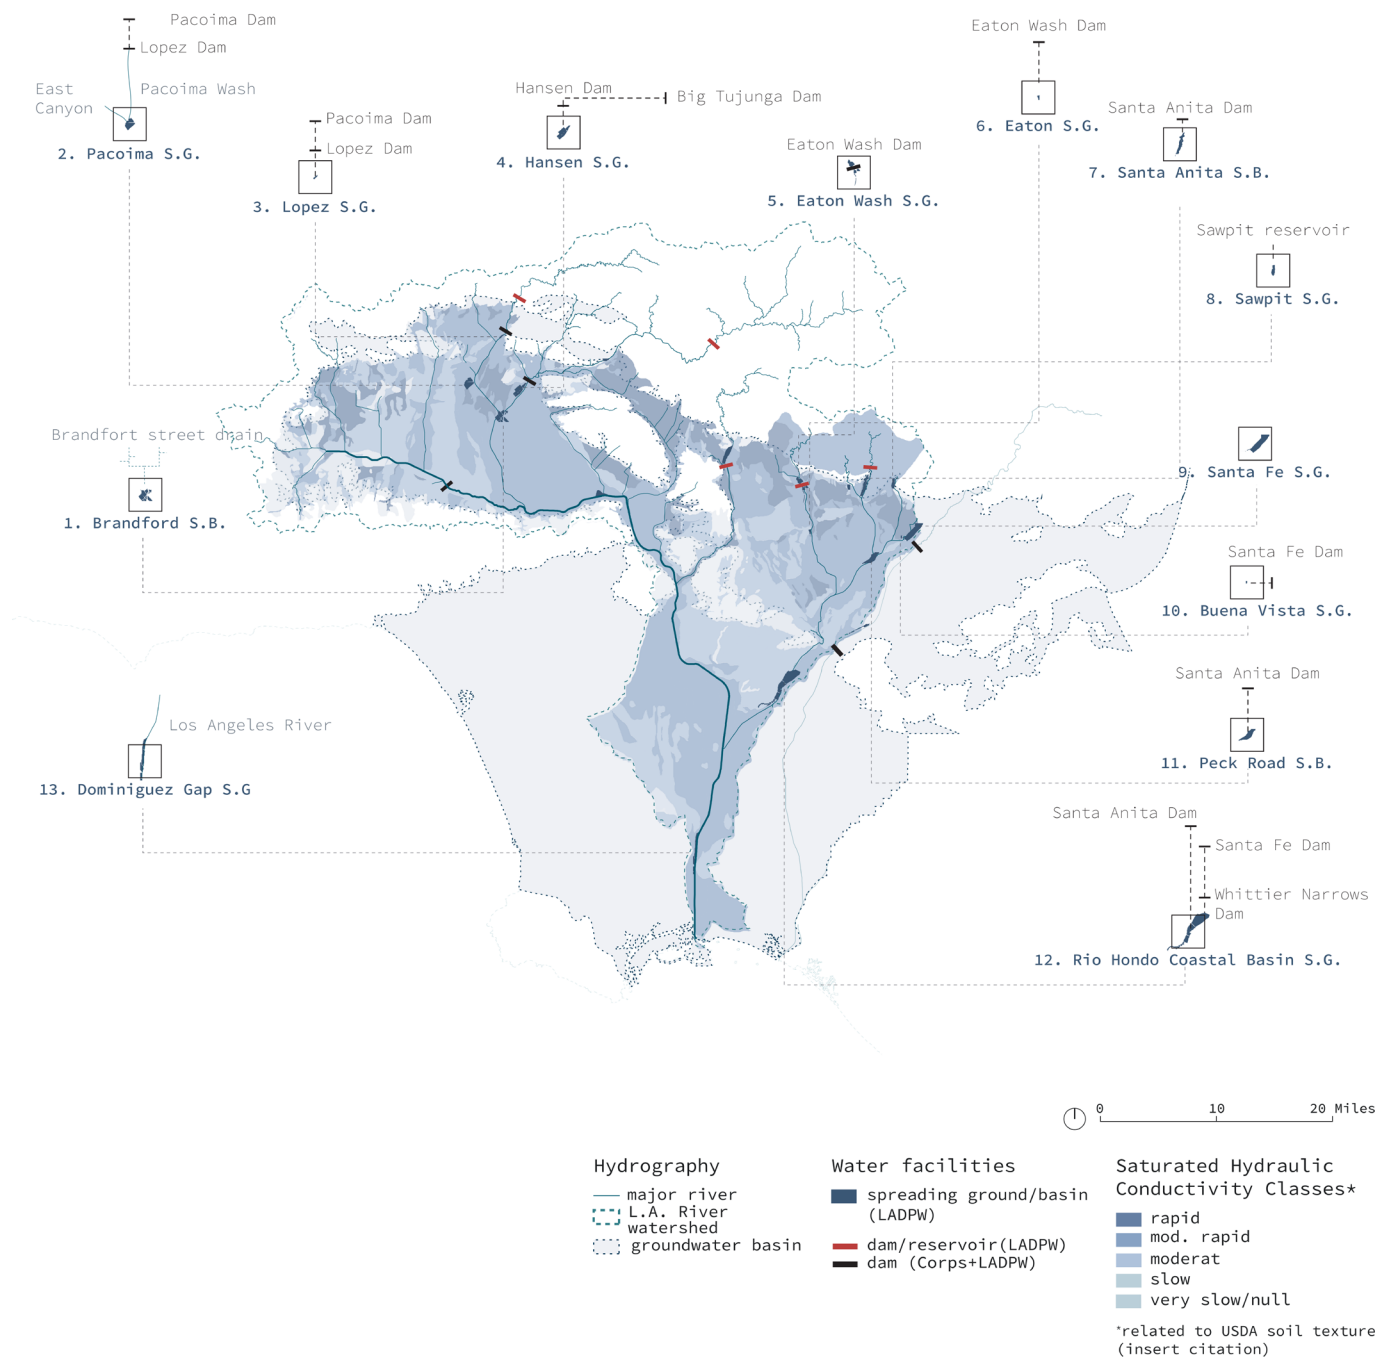 Pacoima Dam
Lopez Dam
East
Canyon
Pacoima Wash
2. Pacoima S.G.
Pacoima Dam
Lopez Dam
3. Lopez S.G.
Hansen Dam
Big Tujunga Dam
4. Hansen S.G.
Eaton Wash Dam
5. Eaton Wash S.G.
Eaton Wash Dam
6. Eaton S.G.
Santa Anita Dam
7. Santa Anita S.B.
Sawpit reservoir
8. Sawpit S.G.
Brandfort street drain
1. Brandford S.B.
9. Santa Fe S.G.
Santa Fe Dam
10. Buena Vista S.G.
Santa Anita Dam
11. Peck Road S.B.
Los Angeles River
13. Dominiguez Gap S.G
Santa Anita Dam
Santa Fe Dam
Whittier Narrows
Dam
12. Rio Hondo Coastal Basin S.G.
0 10 20 Miles
Hydrography
major river
L.A. River
watershed
groundwater basin
Water facilities
spreading ground/basin
(LADPW)
dam/reservoir(LADPW)
dam (Corps+LADPW)
Saturated Hydraulic
Conductivity Classes*
rapid
mod. rapid
moderat
slow
very slow/null
*related to USDA soil texture
(insert citation)